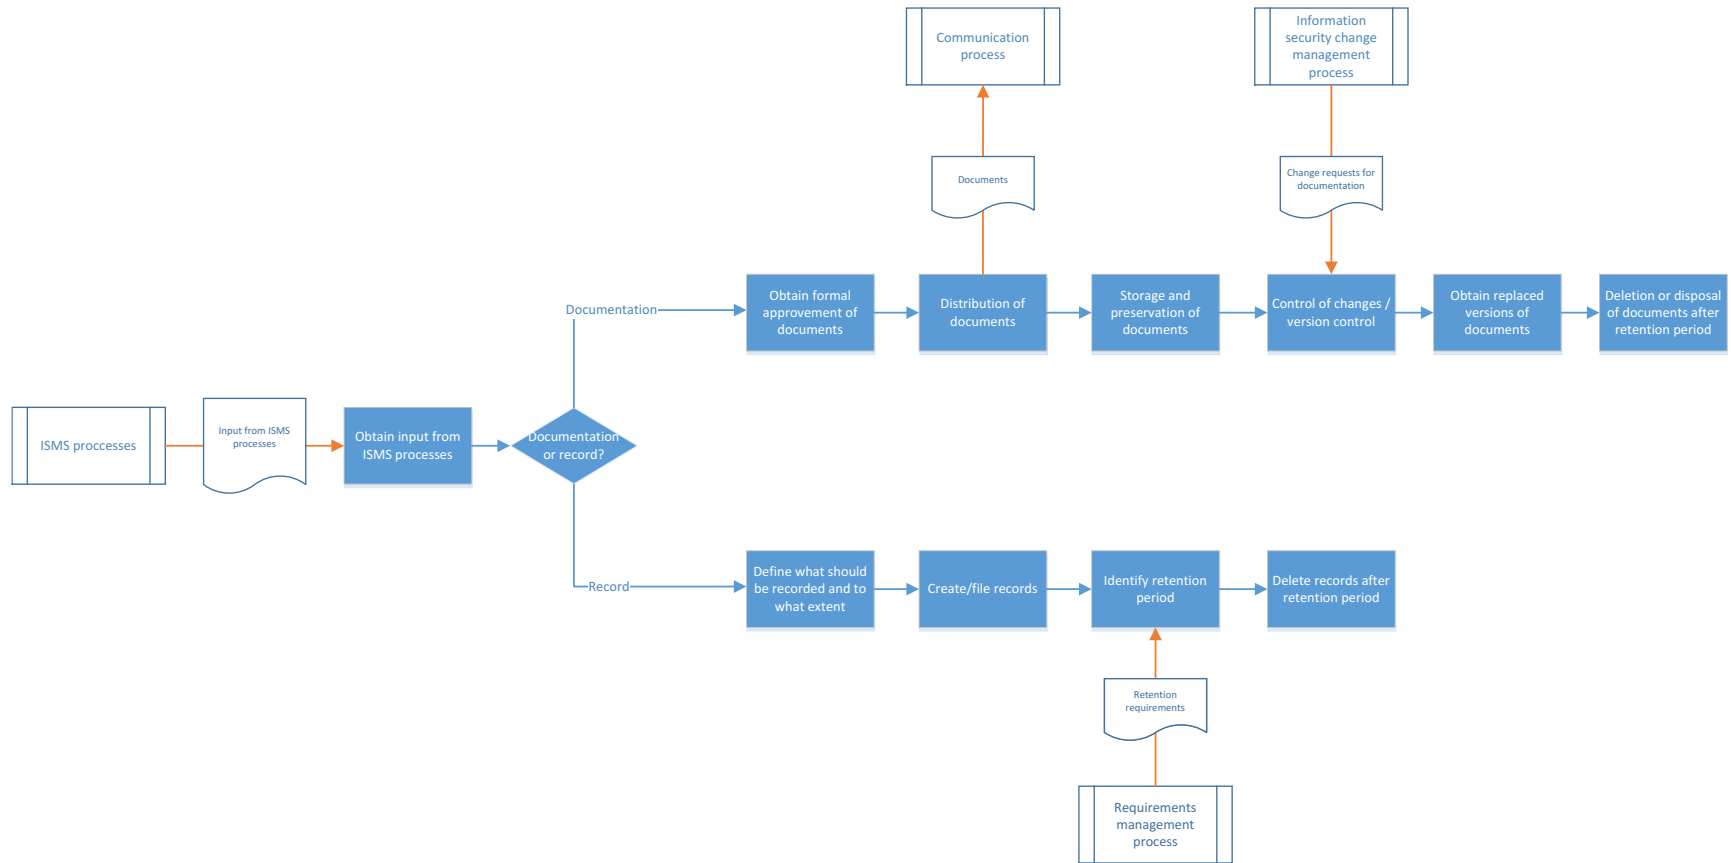 Communication
process
Information
security change
management
process
Documents
Change requests for
documentation
Documentation
Obtain formal
approvement of
documents
Distribution of
documents
Storage and
preservation of
documents
Control of changes /
version control
Obtain replaced
versions of
documents
Deletion or disposal
of documents after
retention period
ISMS proccesses
Input from ISMS
processes
Obtain input from
ISMS processes
Documentation
or record?
Record
Define what should
be recorded and to
what extent
Create/file records
Identify retention
period
Delete records after
retention period
Retention
requirements
Requirements
management
process